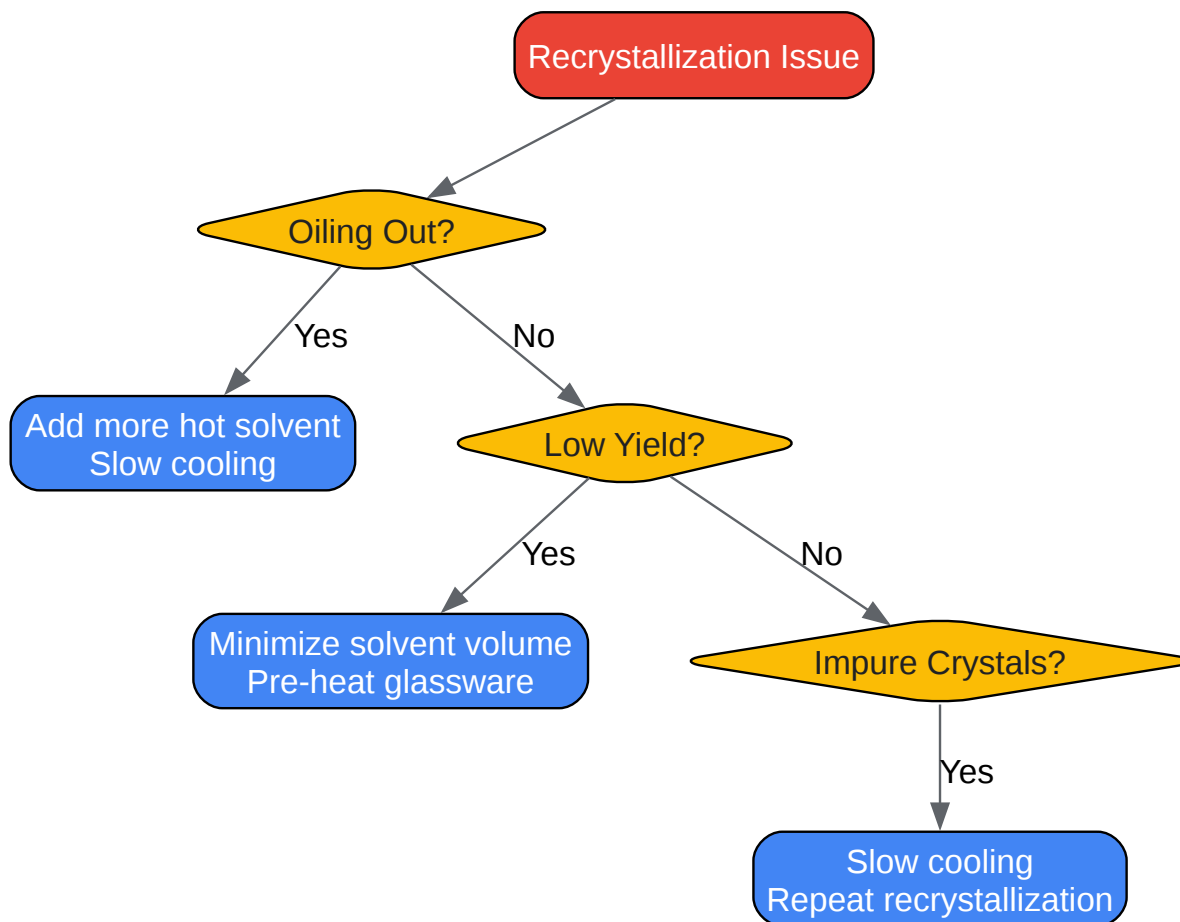 Recrystallization Issue
Oiling Out?
Yes
No
Add more hot solvent
Slow cooling
Low Yield?
Yes
No
Minimize solvent volume
Pre-heat glassware
Impure Crystals?
Yes
Slow cooling
Repeat recrystallization